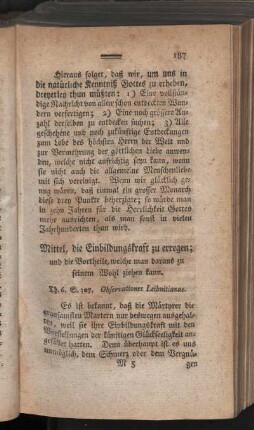 187
Hieraus folget, daß wir, um uns in
die natürliche Kenntniß Gottes zu erheben,
dreyerley thun müßten: 1) Eine vollstän-
dige Nachricht von allen schon entdeckten Wun-
dern verfertigen; 2) Eine noch grössere An-
zahl derselben zu entdecken suchen; 3) Alle
geschehene und noch zukünftige Entdeckungen
zum Lobe des höchsten Herrn der Welt und
zur Vermehrung der göttlichen Liebe anwen-
den, welche nicht aufrichtig seyn kann, wenn
sie nicht auch die allgemeine Menschenliebe
mit sich vereinigt. Wenn wir glücklich ge-
nug wären, daß einmal ein grosser Monarch
diese drey Punkte beherzigte; so würde man
in zehn Jahren für die Herrlichkeit Gottes
mehr ausrichten, als man sonst in vielen
Jahrhunderten thun wird.
Mittel, die Einbildungskraft zu erregen;
und die Vortheile, welche man daraus zu
seinem Wohl ziehen kann.
Th. 6. S. 307. Observationes Leibnitianae.
Es ist bekannt, daß die Märtyrer die
grausamsten Martern nur deswegen ausgehal-
ten, weil sie ihre Einbildungskraft mit den
Vorstellungen der künftigen Glückseeligkeit an-
gefüllt hatten. Denn überhaupt ist es uns
unmöglich, dem Schmerz oder dem Vergnü-
M 5 gen